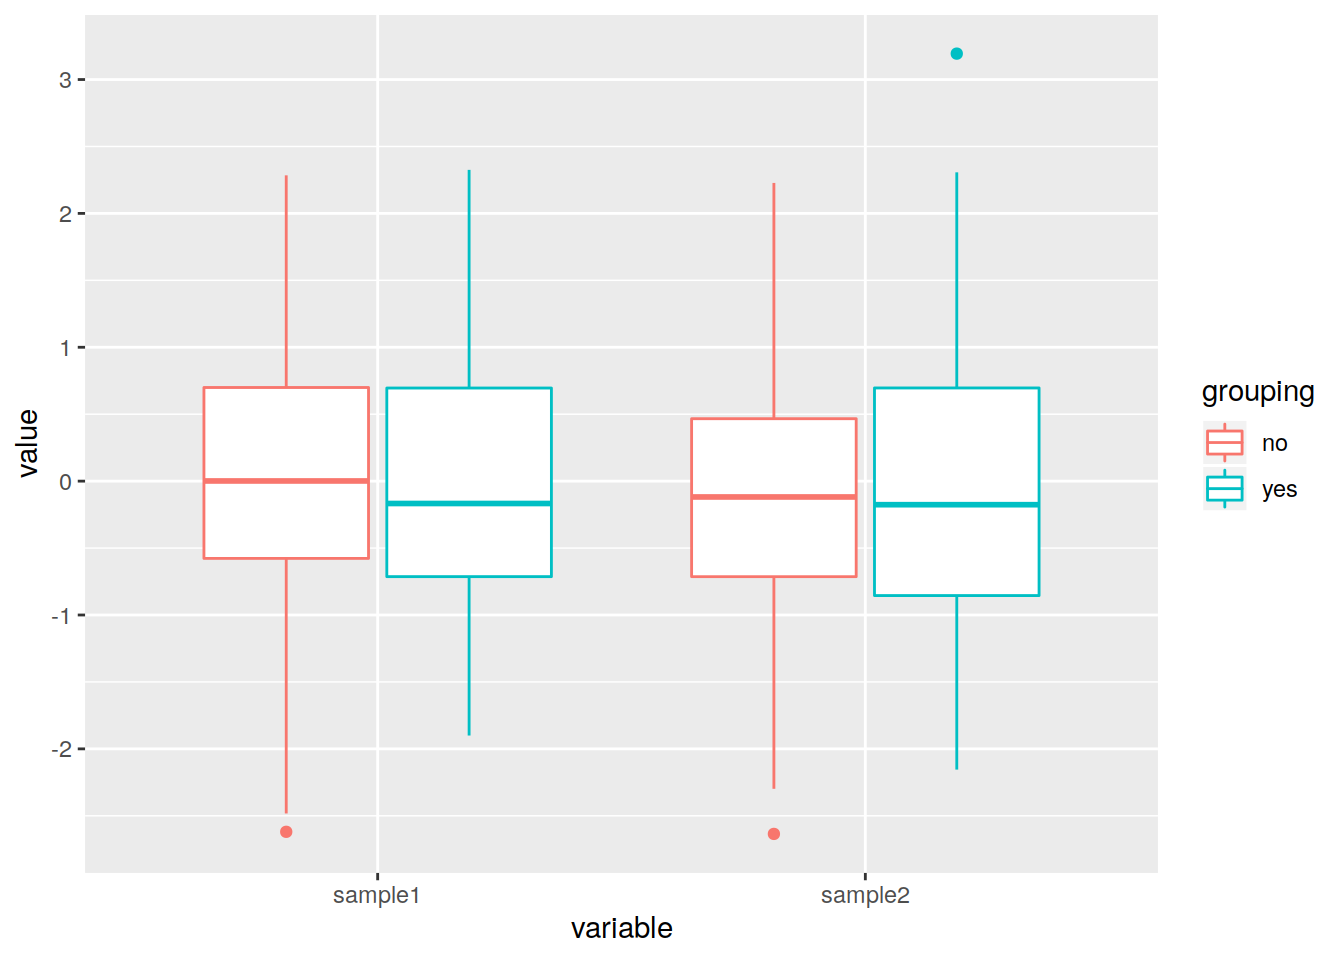 3
2
1
0
-1
-2
value
sample1
sample2
variable
grouping
no
yes